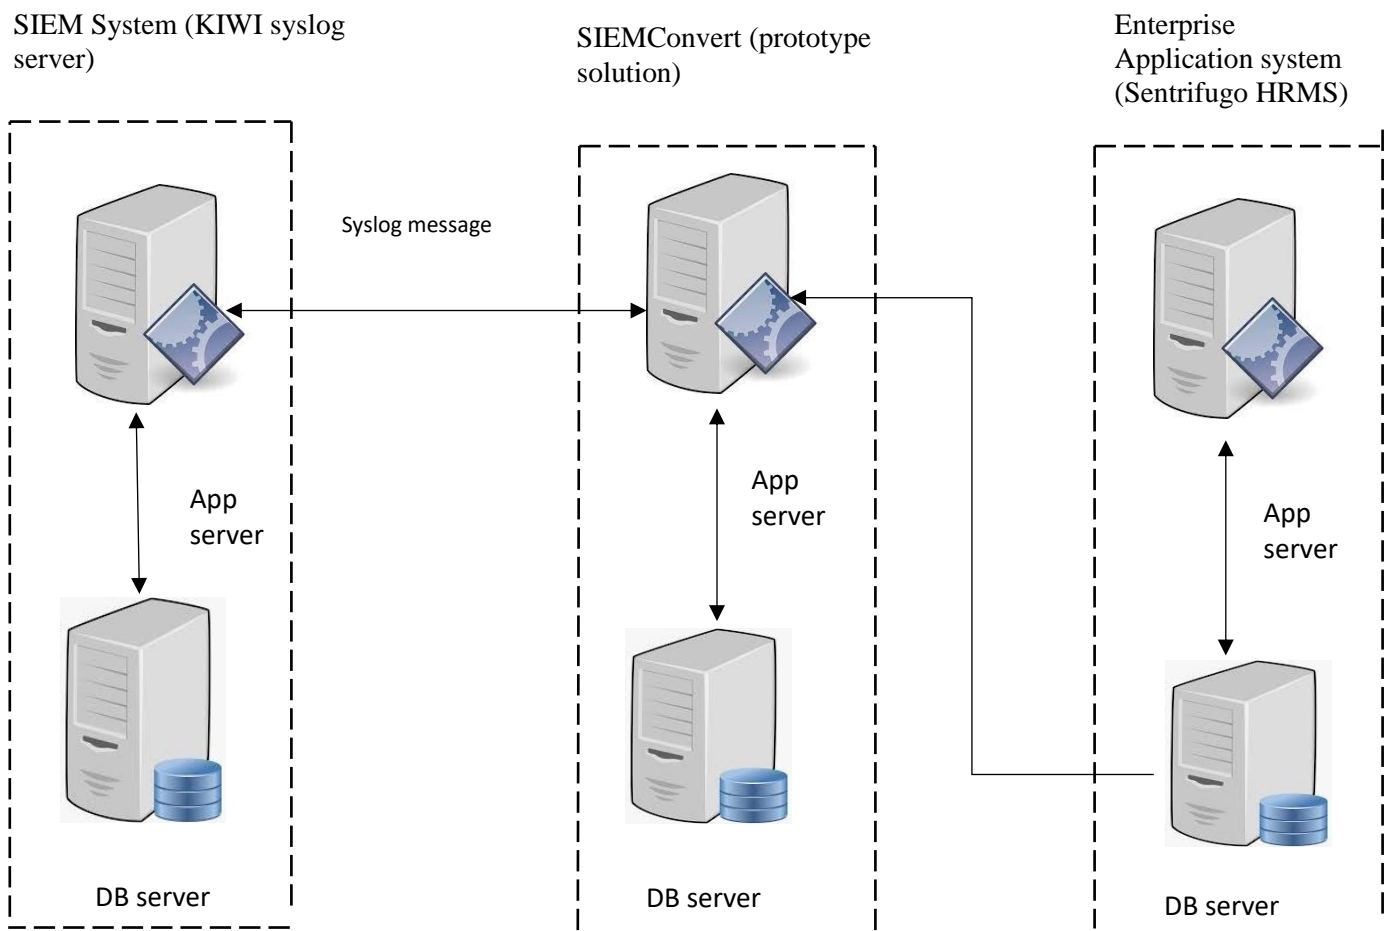 SIEM System (KIWI syslog
server)
SIEMConvert (prototype
solution)
Enterprise
Application system
(Sentrifugo HRMS)
Syslog message
App
server
App
server
App
server
DB server
DB server
DB server